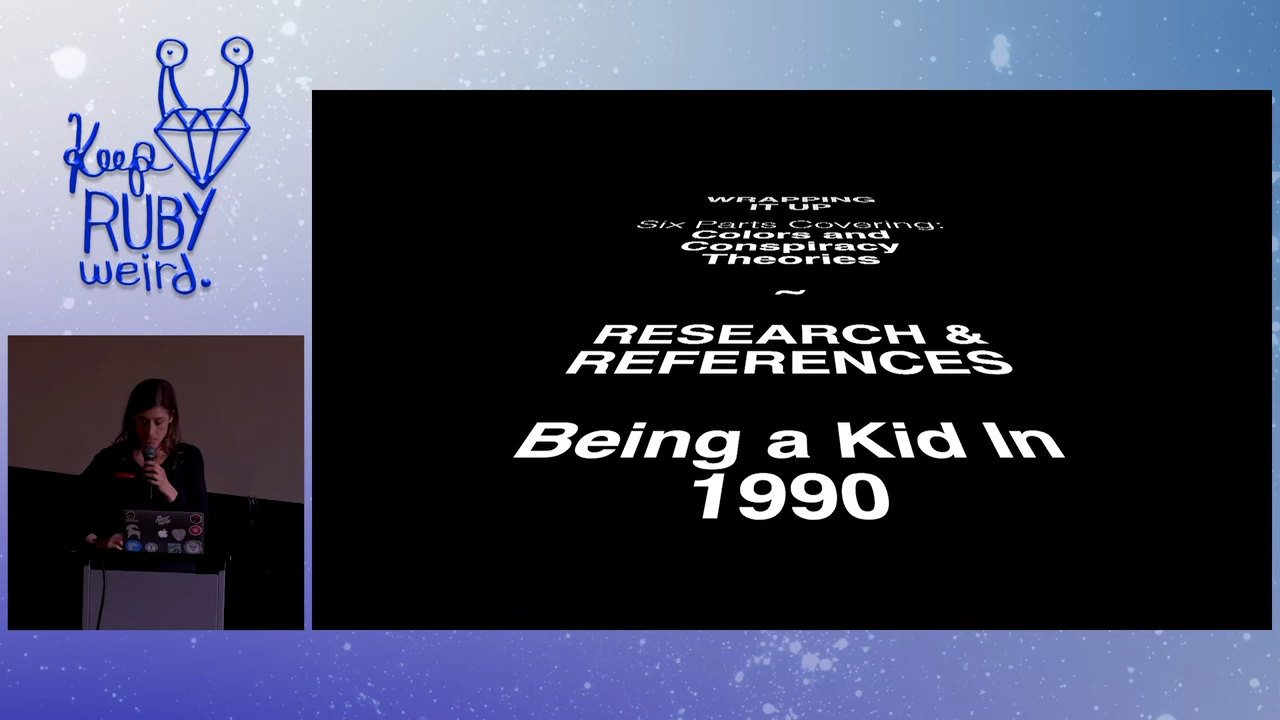 Keep
RUBY
weird.
WRAPPING
IT UP
Six Parts Covering:
Colors and
Conspiracy
Theories
~
RESEARCH &
REFERENCES
Being a Kid In
1990